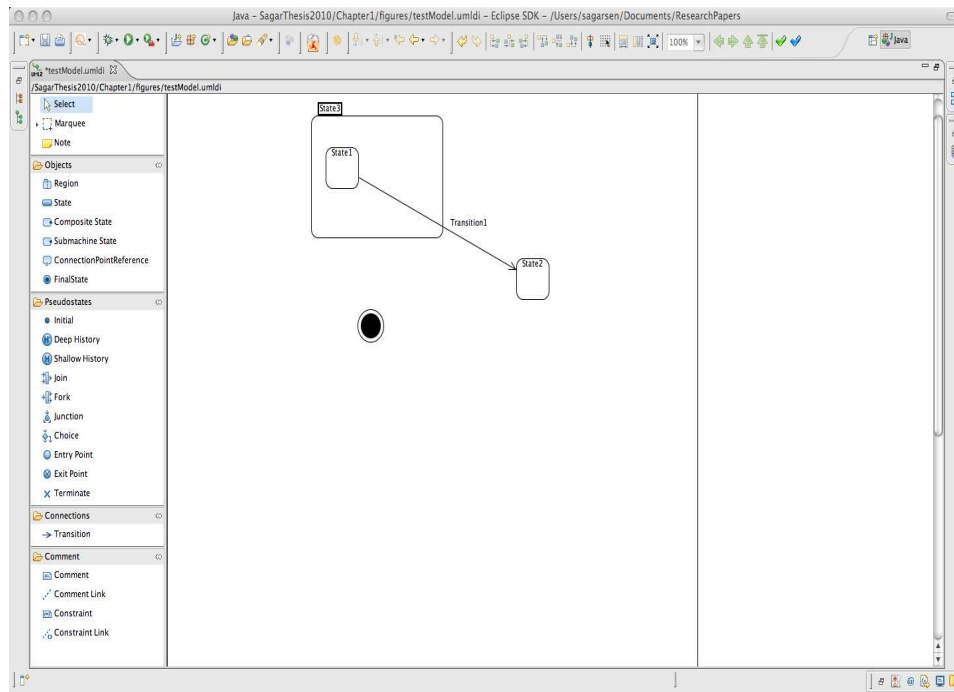 Java - SagarThesis2010/Chapter1/figures/testModel.umldi - Eclipse SDK - /Users/sagarsen/Documents/ResearchPapers
100%
Java
*testModel.umldi
/SagarThesis2010/Chapter1/figures/testModel.umldi
Select
Marquee
Note
Objects
Region
State
Composite State
Submachine State
ConnectionPointReference
FinalState
Pseudostates
Initial
Deep History
Shallow History
Join
Fork
Junction
Choice
Entry Point
Exit Point
Terminate
Connections
Transition
Comment
Comment
Comment Link
Constraint
Constraint Link
State3
State1
Transition1
State2